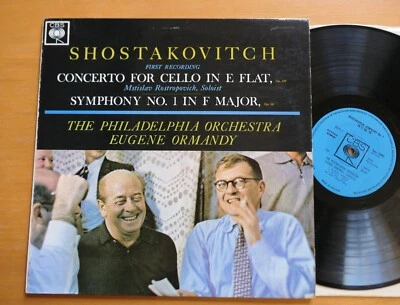 CBS
SHOSTAKOVITCH
FIRST RECORDING
CONCERTO FOR CELLO IN E FLAT,
Mstislav Rostropovich, Soloist
SYMPHONY NO. 1 IN F MAJOR,
THE PHILADELPHIA ORCHESTRA
EUGENE ORMANDY
CBS